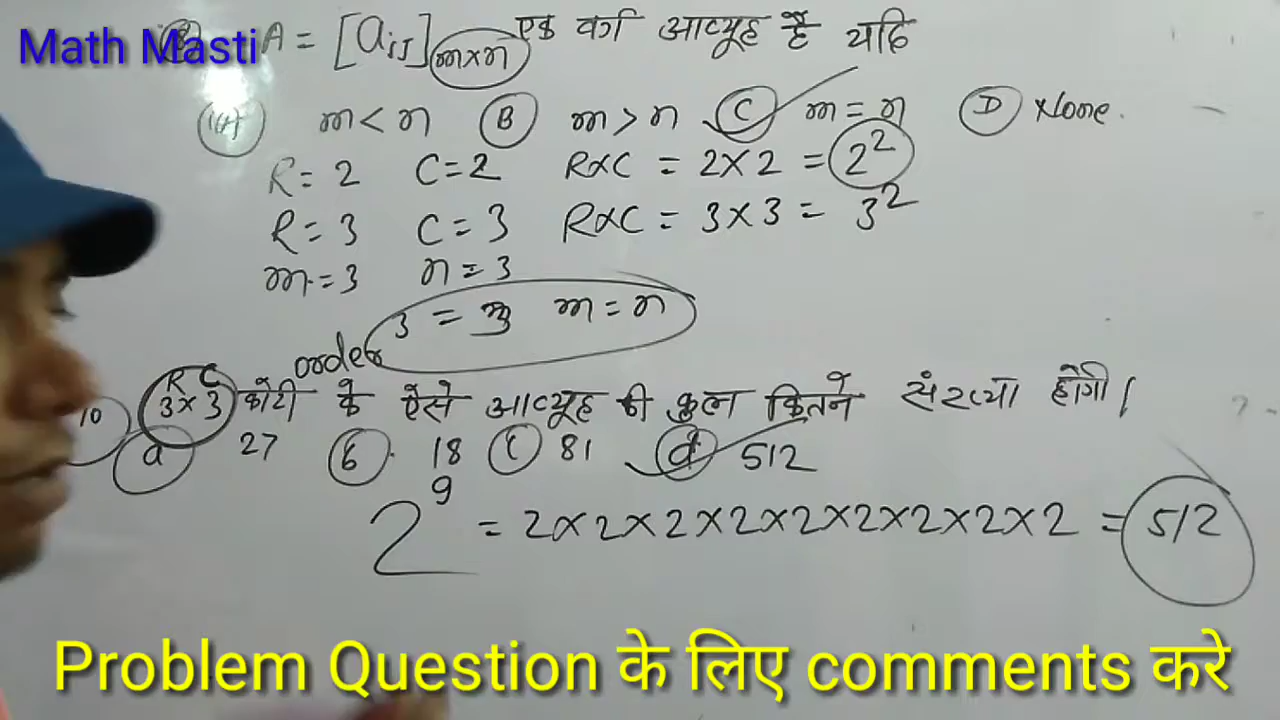 Math Masti
A = [aij] m×n एक वर्ग आव्यूह है यदि
m < n (B) m > n (C) m = n (D) None.
R = 2 C = 2 R×C = 2×2 = 2²
R = 3 C = 3 R×C = 3×3 = 3²
m = 3 n = 3
3 = 3 m = n
order
R C
10 3×3 कोटी के ऐसे आव्यूह की कुल कितने संख्या होगी |
(a) 27 (b) 18 (c) 81 (d) 512
2⁹ = 2×2×2×2×2×2×2×2×2 = 512
Problem Question के लिए comments करे